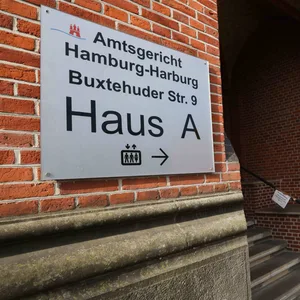 Amtsgericht
Hamburg-Harburg
Buxtehuder Str. 9
Haus A